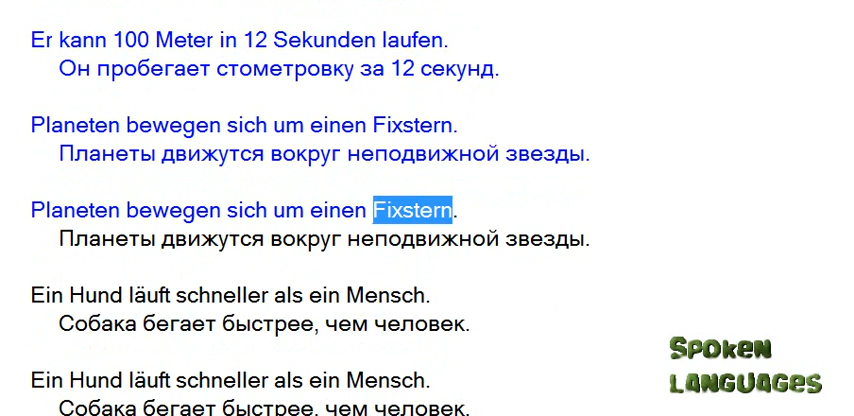 Er kann 100 Meter in 12 Sekunden laufen.
Он пробегает стометровку за 12 секунд.
Planeten bewegen sich um einen Fixstern.
Планеты движутся вокруг неподвижной звезды.
Planeten bewegen sich um einen Fixstern.
Планеты движутся вокруг неподвижной звезды.
Ein Hund läuft schneller als ein Mensch.
Собака бегает быстрее, чем человек.
Ein Hund läuft schneller als ein Mensch.
Собака бегает быстрее, чем человек.
Spoken
Languages